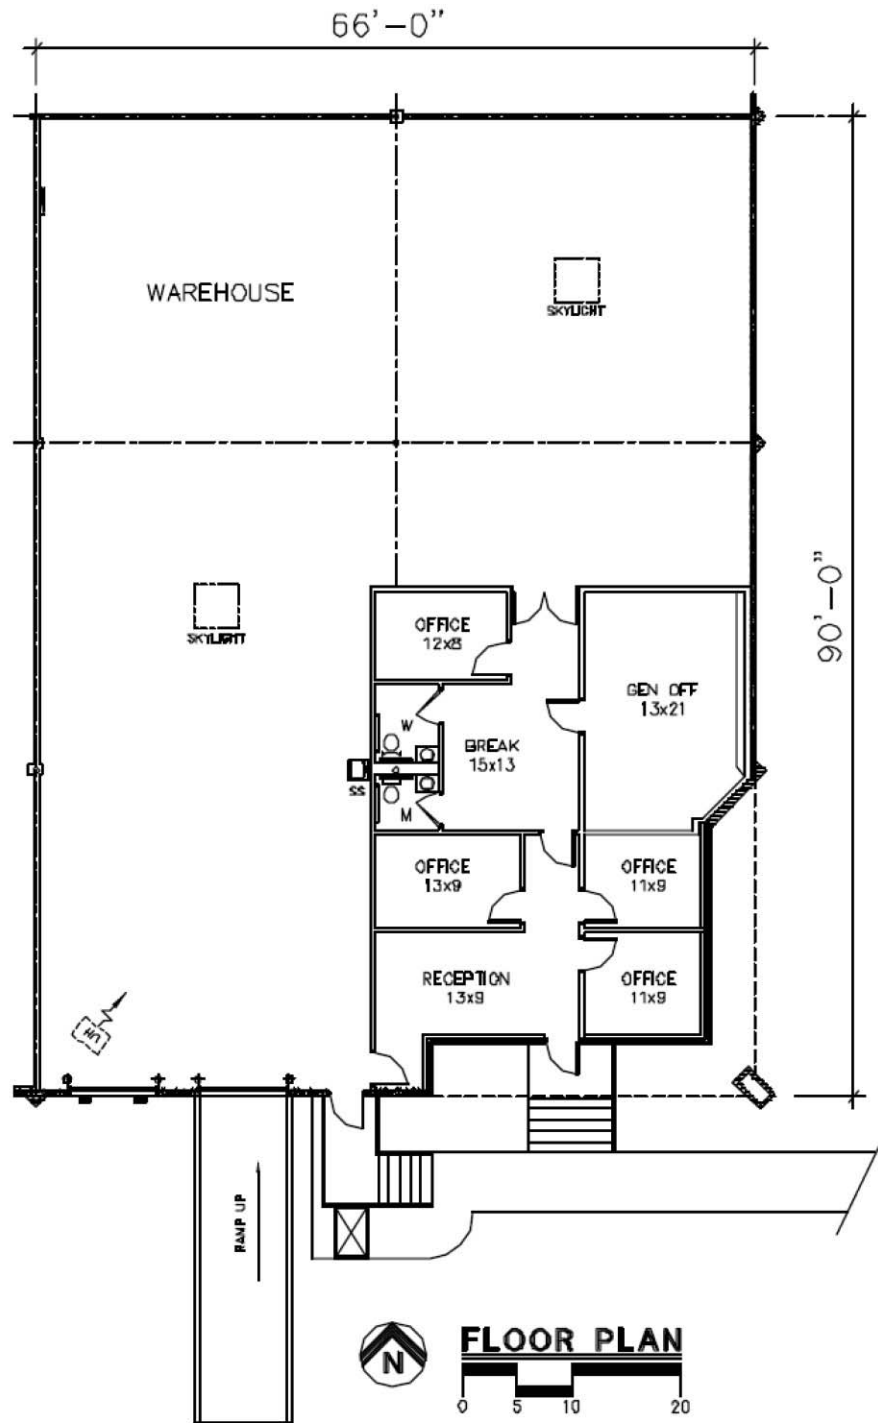 66'-0"
WAREHOUSE
SKYLIGHT
SKYLIGHT
90'-0"
OFFICE
12x8
GEN OFF
13x21
W
BREAK
15x13
SS
M
OFFICE
13x9
OFFICE
11x9
RECEPTION
13x9
OFFICE
11x9
UH
RAMP UP
N
FLOOR PLAN
0 5 10 20